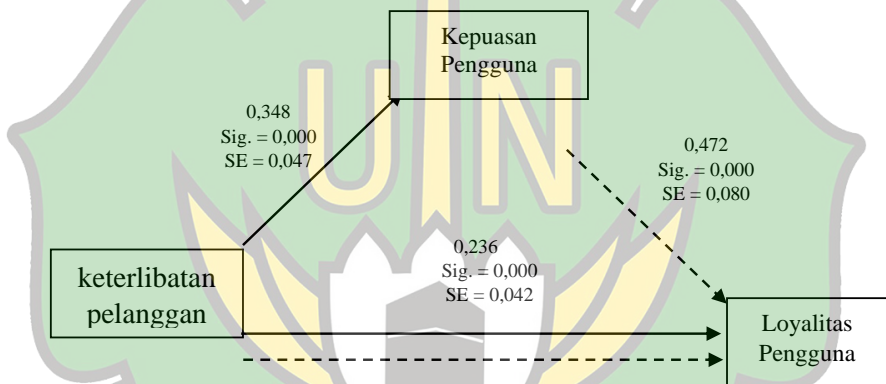 Kepuasan
Pengguna
0,348
Sig. = 0,000
SE = 0,047
0,472
Sig. = 0,000
SE = 0,080
0,236
Sig. = 0,000
SE = 0,042
keterlibatan
pelanggan
Loyalitas
Pengguna
UIN